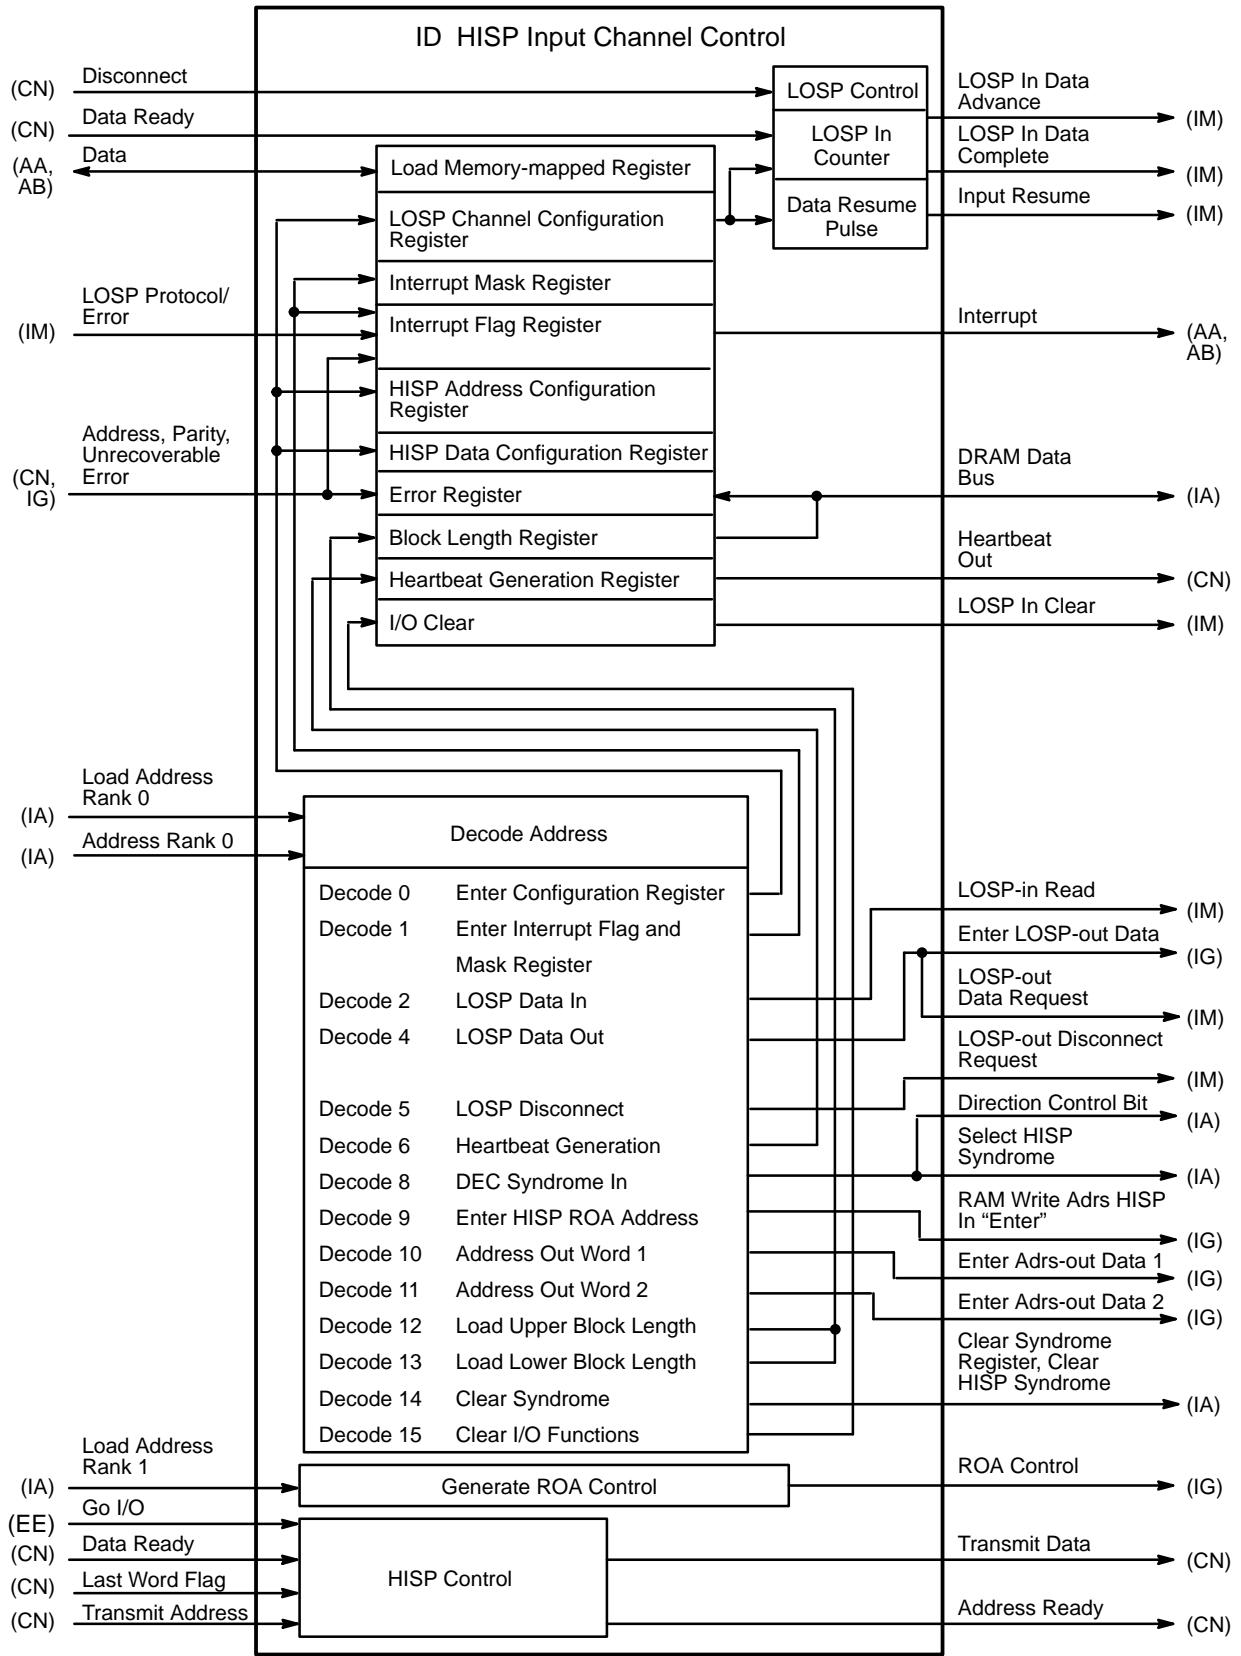 ID HISP Input Channel Control
Disconnect
(CN)
Data Ready
(CN)
Data
(AA,
AB)
LOSP Control
LOSP In
Counter
Data Resume
Pulse
LOSP In Data
Advance
(IM)
LOSP In Data
Complete
(IM)
Input Resume
(IM)
Load Memory-mapped Register
LOSP Channel Configuration
Register
Interrupt Mask Register
Interrupt Flag Register
HISP Address Configuration
Register
HISP Data Configuration Register
Error Register
Block Length Register
Heartbeat Generation Register
I/O Clear
LOSP Protocol/
Error
(IM)
Address, Parity,
Unrecoverable
Error
(CN,
IG)
Interrupt
(AA,
AB)
DRAM Data
Bus
(IA)
Heartbeat
Out
(CN)
LOSP In Clear
(IM)
Load Address
Rank 0
(IA)
Address Rank 0
(IA)
Decode Address
Decode 0 Enter Configuration Register
Decode 1 Enter Interrupt Flag and
Mask Register
Decode 2 LOSP Data In
Decode 4 LOSP Data Out
Decode 5 LOSP Disconnect
Decode 6 Heartbeat Generation
Decode 8 DEC Syndrome In
Decode 9 Enter HISP ROA Address
Decode 10 Address Out Word 1
Decode 11 Address Out Word 2
Decode 12 Load Upper Block Length
Decode 13 Load Lower Block Length
Decode 14 Clear Syndrome
Decode 15 Clear I/O Functions
LOSP-in Read
(IM)
Enter LOSP-out Data
(IG)
LOSP-out
Data Request
(IM)
LOSP-out Disconnect
Request
(IM)
Direction Control Bit
(IA)
Select HISP
Syndrome
(IA)
RAM Write Adrs HISP
In “Enter”
(IG)
Enter Adrs-out Data 1
(IG)
Enter Adrs-out Data 2
(IG)
Clear Syndrome
Register, Clear
HISP Syndrome
(IA)
Load Address
Rank 1
(IA)
Generate ROA Control
ROA Control
(IG)
Go I/O
(EE)
Data Ready
(CN)
Last Word Flag
(CN)
Transmit Address
(CN)
HISP Control
Transmit Data
(CN)
Address Ready
(CN)